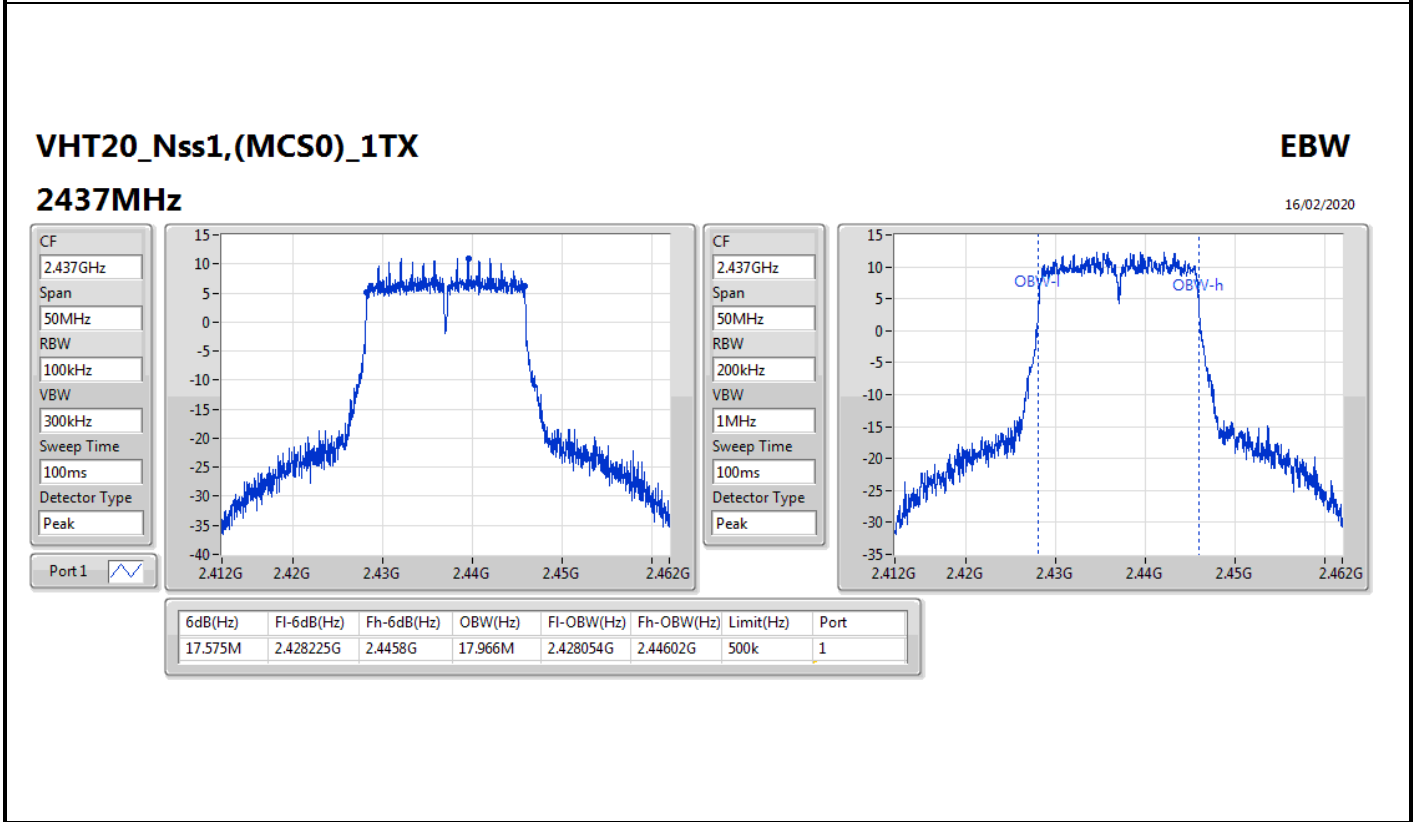 VHT20_Nss1,(MCS0)_1TX
EBW
2437MHz
16/02/2020
CF
2.437GHz
Span
50MHz
RBW
100kHz
VBW
300kHz
Sweep Time
100ms
Detector Type
Peak
Port 1
15
10
5
0
-5
-10
-15
-20
-25
-30
-35
-40
2.412G 2.42G 2.43G 2.44G 2.45G 2.462G
CF
2.437GHz
Span
50MHz
RBW
200kHz
VBW
1MHz
Sweep Time
100ms
Detector Type
Peak
15
10
5
0
-5
-10
-15
-20
-25
-30
-35
OBW-l OBW-h
2.412G 2.42G 2.43G 2.44G 2.45G 2.462G
6dB(Hz) Fl-6dB(Hz) Fh-6dB(Hz) OBW(Hz) Fl-OBW(Hz) Fh-OBW(Hz) Limit(Hz) Port
17.575M 2.428225G 2.4458G 17.966M 2.428054G 2.44602G 500k 1